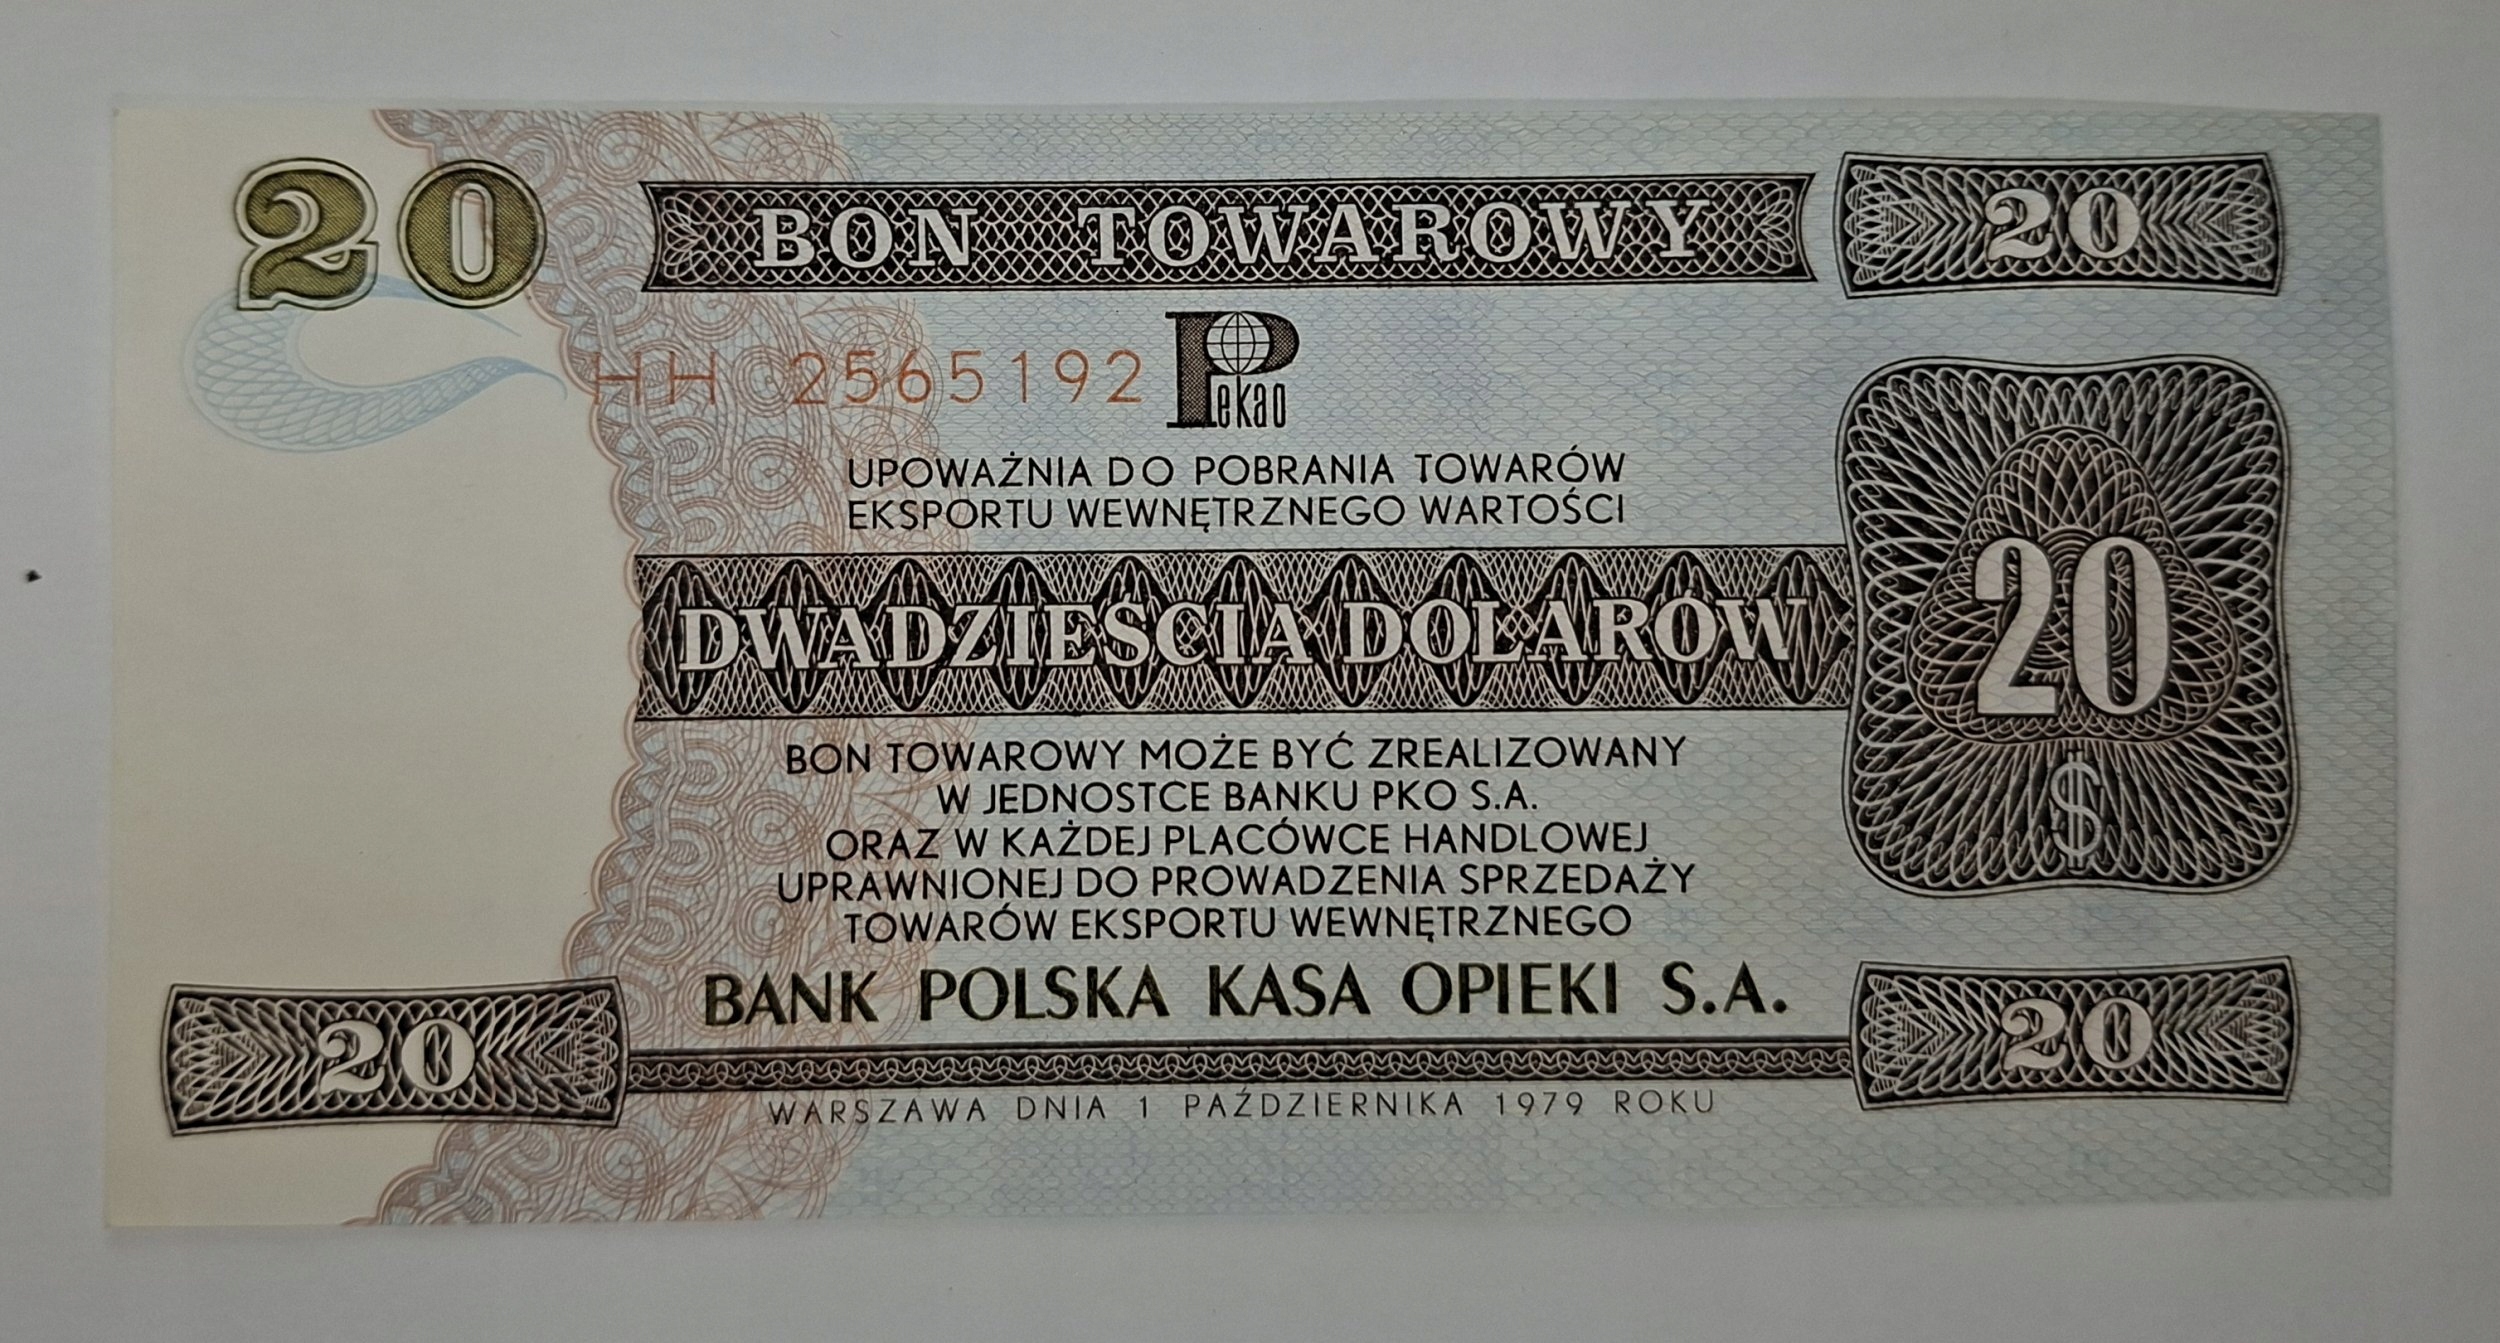 20
BON TOWAROWY
20
HH 2565192
Pekao
UPOWAŻNIA DO POBRANIA TOWARÓW
EKSPORTU WEWNĘTRZNEGO WARTOŚCI
DWADZIEŚCIA DOLARÓW
20
$
BON TOWAROWY MOŻE BYĆ ZREALIZOWANY
W JEDNOSTCE BANKU PKO S.A.
ORAZ W KAŻDEJ PLACÓWCE HANDLOWEJ
UPRAWNIONEJ DO PROWADZENIA SPRZEDAŻY
TOWARÓW EKSPORTU WEWNĘTRZNEGO
BANK POLSKA KASA OPIEKI S.A.
20
20
WARSZAWA DNIA 1 PAŹDZIERNIKA 1979 ROKU